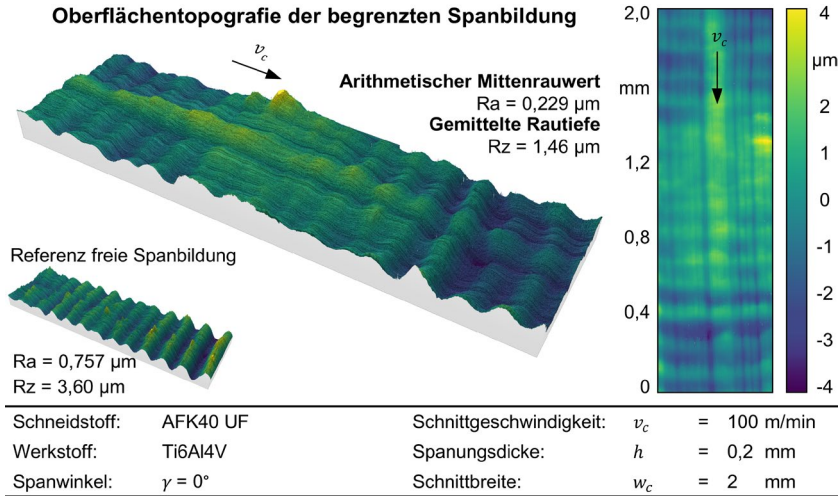 Oberflächentopografie der begrenzten Spanbildung
v_c
Arithmetischer Mittenrauwert
Ra = 0,229 µm
Gemittelte Rautiefe
Rz = 1,46 µm
Referenz freie Spanbildung
Ra = 0,757 µm
Rz = 3,60 µm
2,0
mm
1,2
0,8
0,4
0
v_c
4
µm
2
1
0
-1
-2
-3
-4
Schneidstoff: AFK40 UF Schnittgeschwindigkeit: v_c = 100 m/min
Werkstoff: Ti6Al4V Spanungsdicke: h = 0,2 mm
Spanwinkel: γ = 0° Schnittbreite: w_c = 2 mm